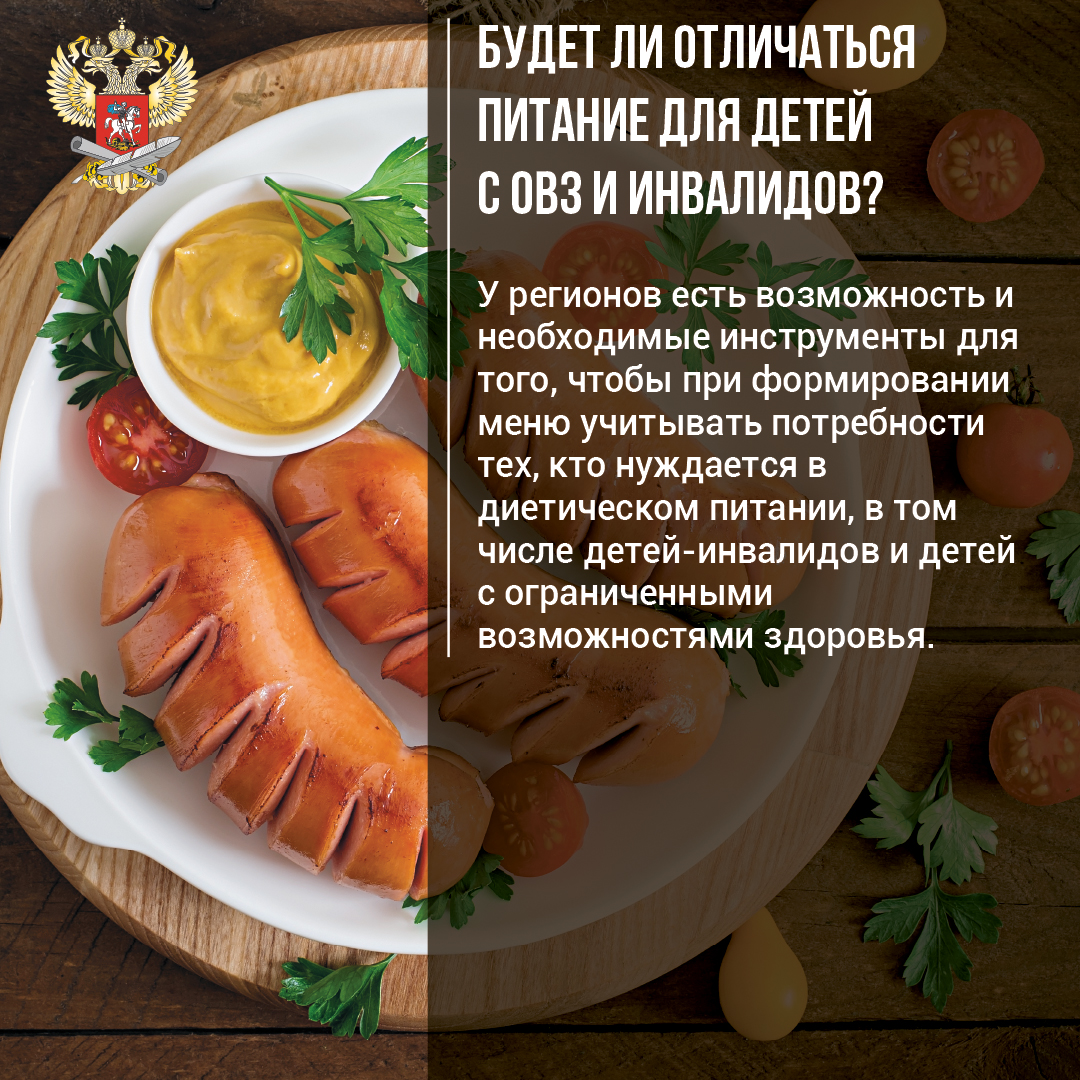 БУДЕТ ЛИ ОТЛИЧАТЬСЯ
ПИТАНИЕ ДЛЯ ДЕТЕЙ
С ОВЗ И ИНВАЛИДОВ?
У регионов есть возможность и
необходимые инструменты для
того, чтобы при формировании
меню учитывать потребности
тех, кто нуждается в
диетическом питании, в том
числе детей-инвалидов и детей
с ограниченными
возможностями здоровья.